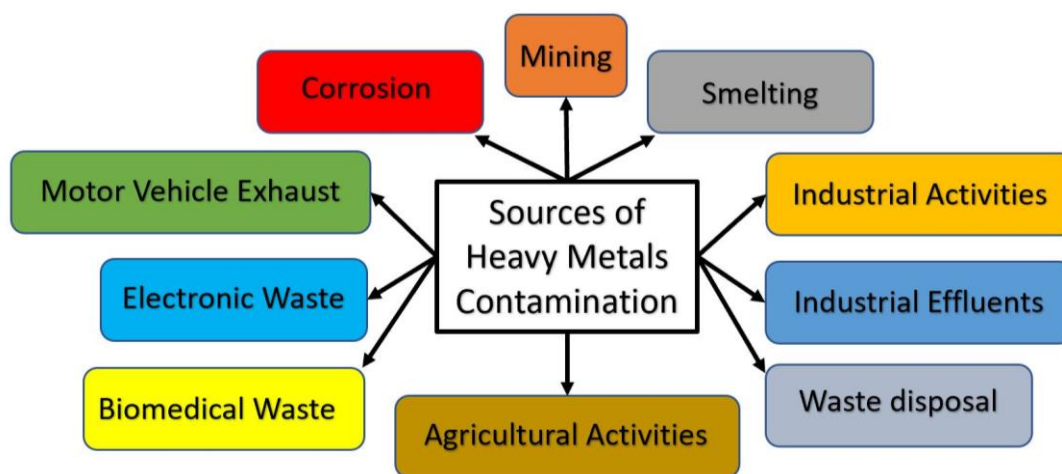 Mining
Corrosion
Smelting
Motor Vehicle Exhaust
Sources of
Heavy Metals
Contamination
Industrial Activities
Electronic Waste
Industrial Effluents
Biomedical Waste
Waste disposal
Agricultural Activities